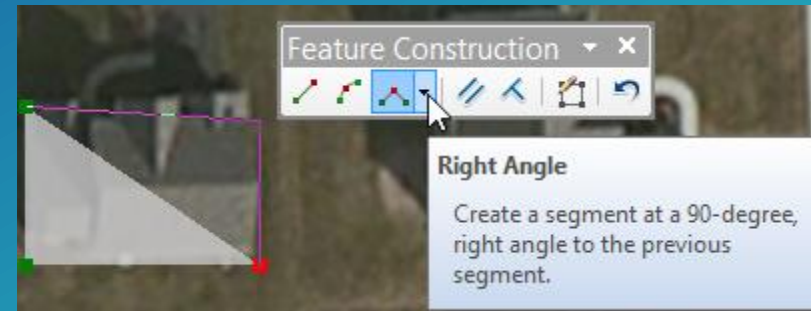 Feature Construction
Right Angle
Create a segment at a 90-degree,
right angle to the previous
segment.